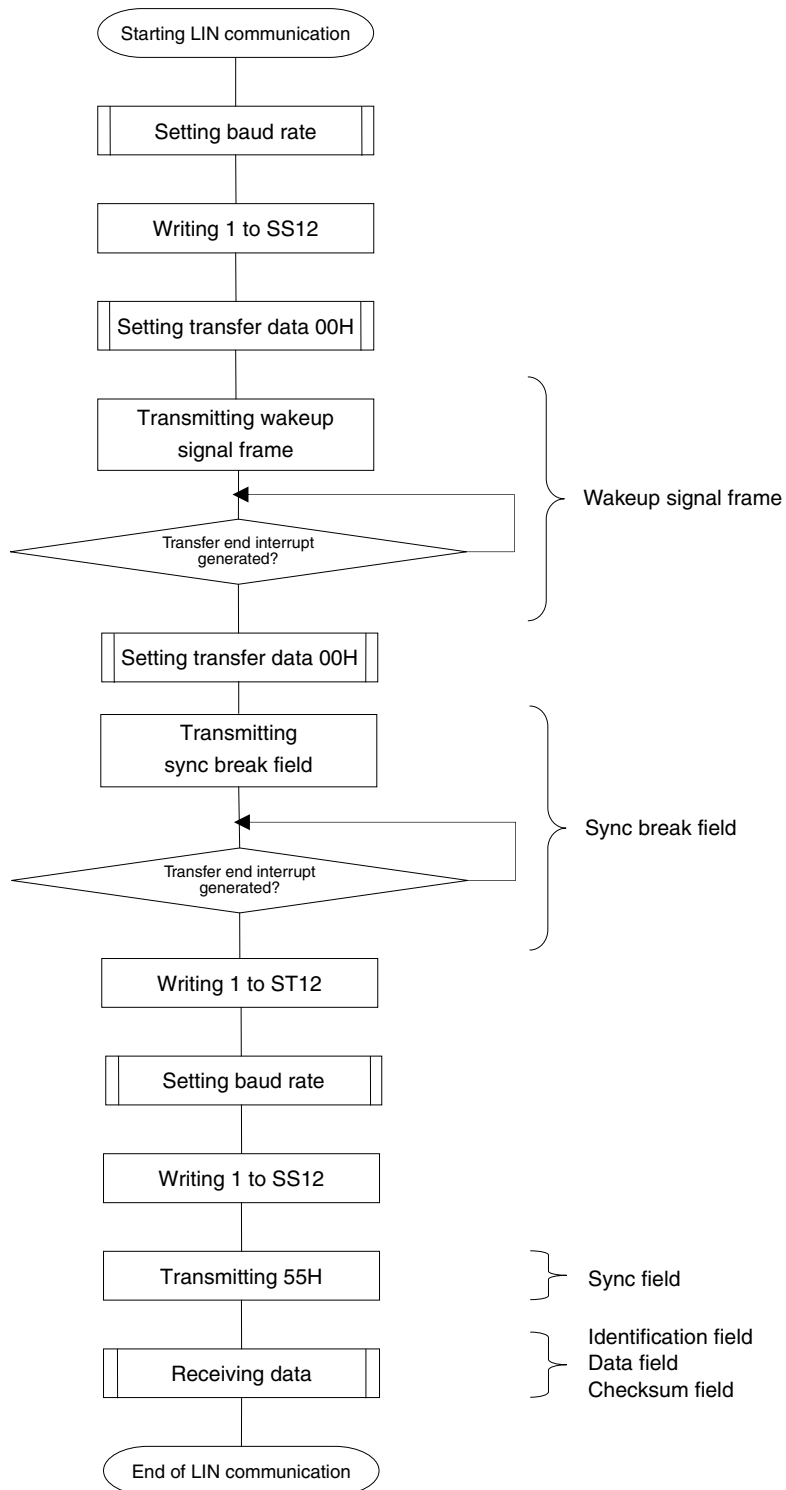 Starting LIN communication
Setting baud rate
Writing 1 to SS12
Setting transfer data 00H
Transmitting wakeup
signal frame
Wakeup signal frame
Transfer end interrupt
generated?
Setting transfer data 00H
Transmitting
sync break field
Sync break field
Transfer end interrupt
generated?
Writing 1 to ST12
Setting baud rate
Writing 1 to SS12
Transmitting 55H
Sync field
Receiving data
Identification field
Data field
Checksum field
End of LIN communication